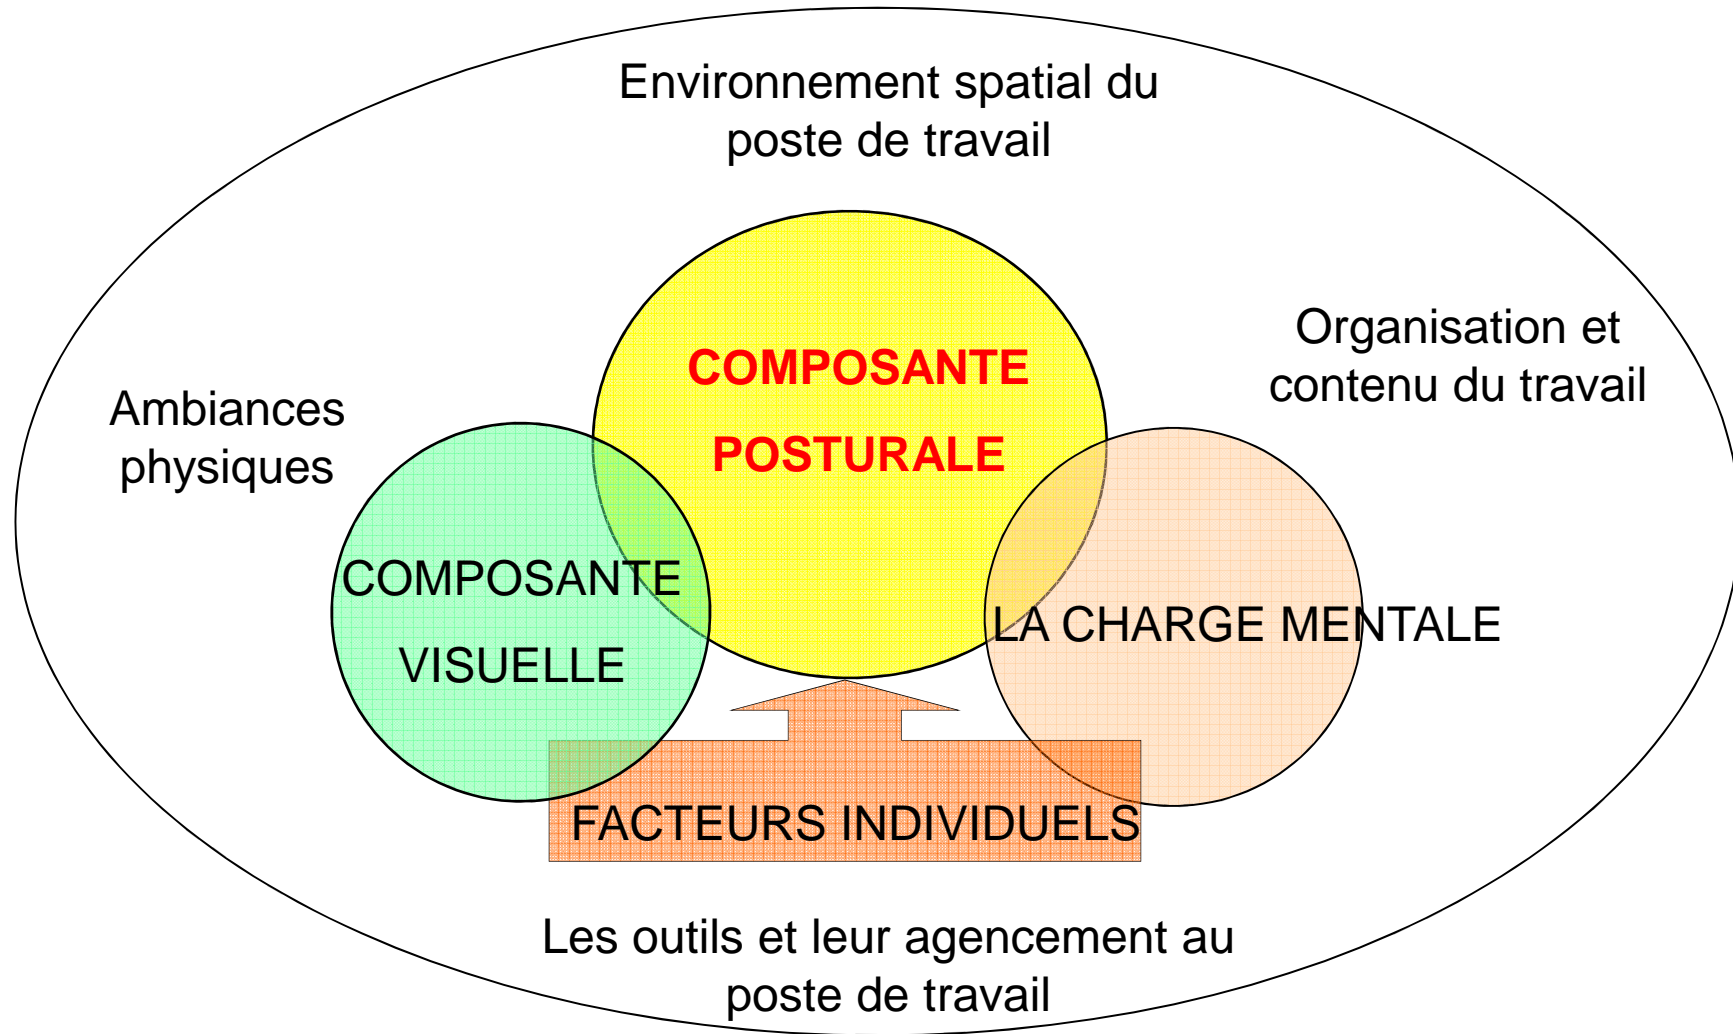 Environnement spatial du
poste de travail
Organisation et
contenu du travail
Ambiances
physiques
COMPOSANTE
POSTURALE
COMPOSANTE
VISUELLE
LA CHARGE MENTALE
FACTEURS INDIVIDUELS
Les outils et leur agencement au
poste de travail